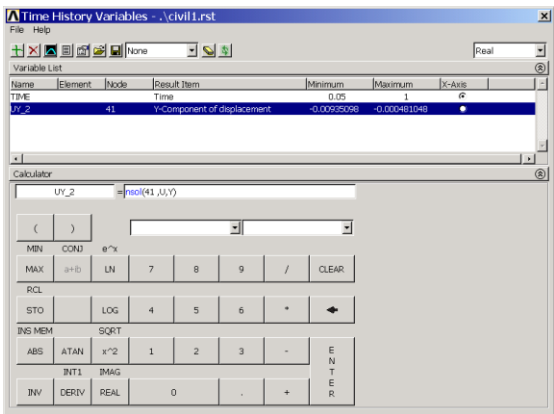 Time History Variables - .\civil1.rst
File Help
None Real
Variable List
Name Element Node Result Item Minimum Maximum X-Axis
TIME Time 0.05 1
UY_2 41 Y-Component of displacement -0.00935098 -0.000481048
Calculator
UY_2 = nsol(41 ,U,Y)
( )
MIN CONJ e^x
MAX a+ib LN 7 8 9 / CLEAR
RCL
STO LOG 4 5 6 *
INS MEM SQRT
ABS ATAN x^2 1 2 3 - ENTER
INT1 IMAG
INV DERIV REAL 0 . +